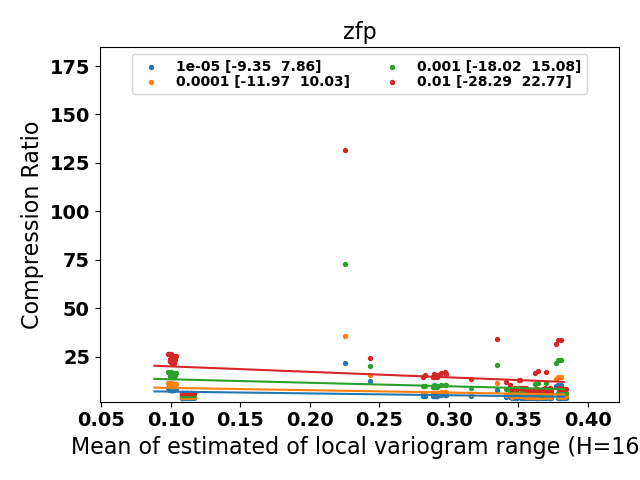 zfp
1e-05 [-9.35 7.86]
0.0001 [-11.97 10.03]
0.001 [-18.02 15.08]
0.01 [-28.29 22.77]
Compression Ratio
175
150
125
100
75
50
25
0.05 0.10 0.15 0.20 0.25 0.30 0.35 0.40
Mean of estimated of local variogram range (H=16